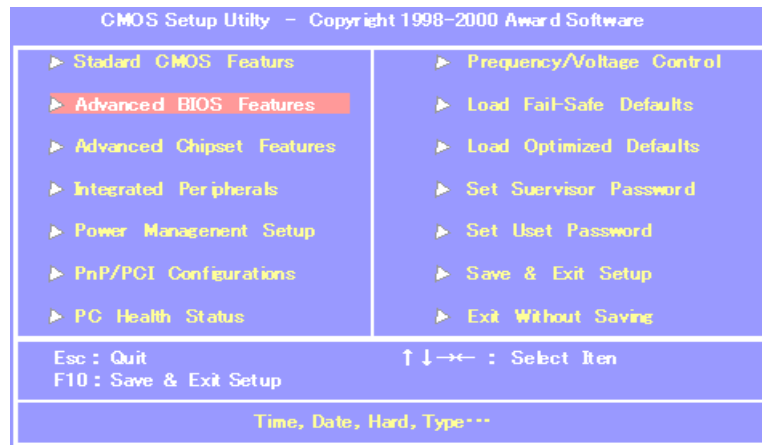 CMOS Setup Utilty - Copyright 1998-2000 Award Software
Stadard CMOS Featurs
Advanced BIOS Features
Advanced Chipset Features
Integrated Peripherals
Power Managenent Setup
PnP/PCI Configurations
PC Health Status
Prequency/Voltage Control
Load Fail-Safe Defaults
Load Optimized Defaults
Set Suervisor Password
Set Uset Password
Save & Exit Setup
Exit Without Saving
Esc : Quit
F10 : Save & Exit Setup
↑↓→← : Select Iten
Time, Date, Hard, Type···